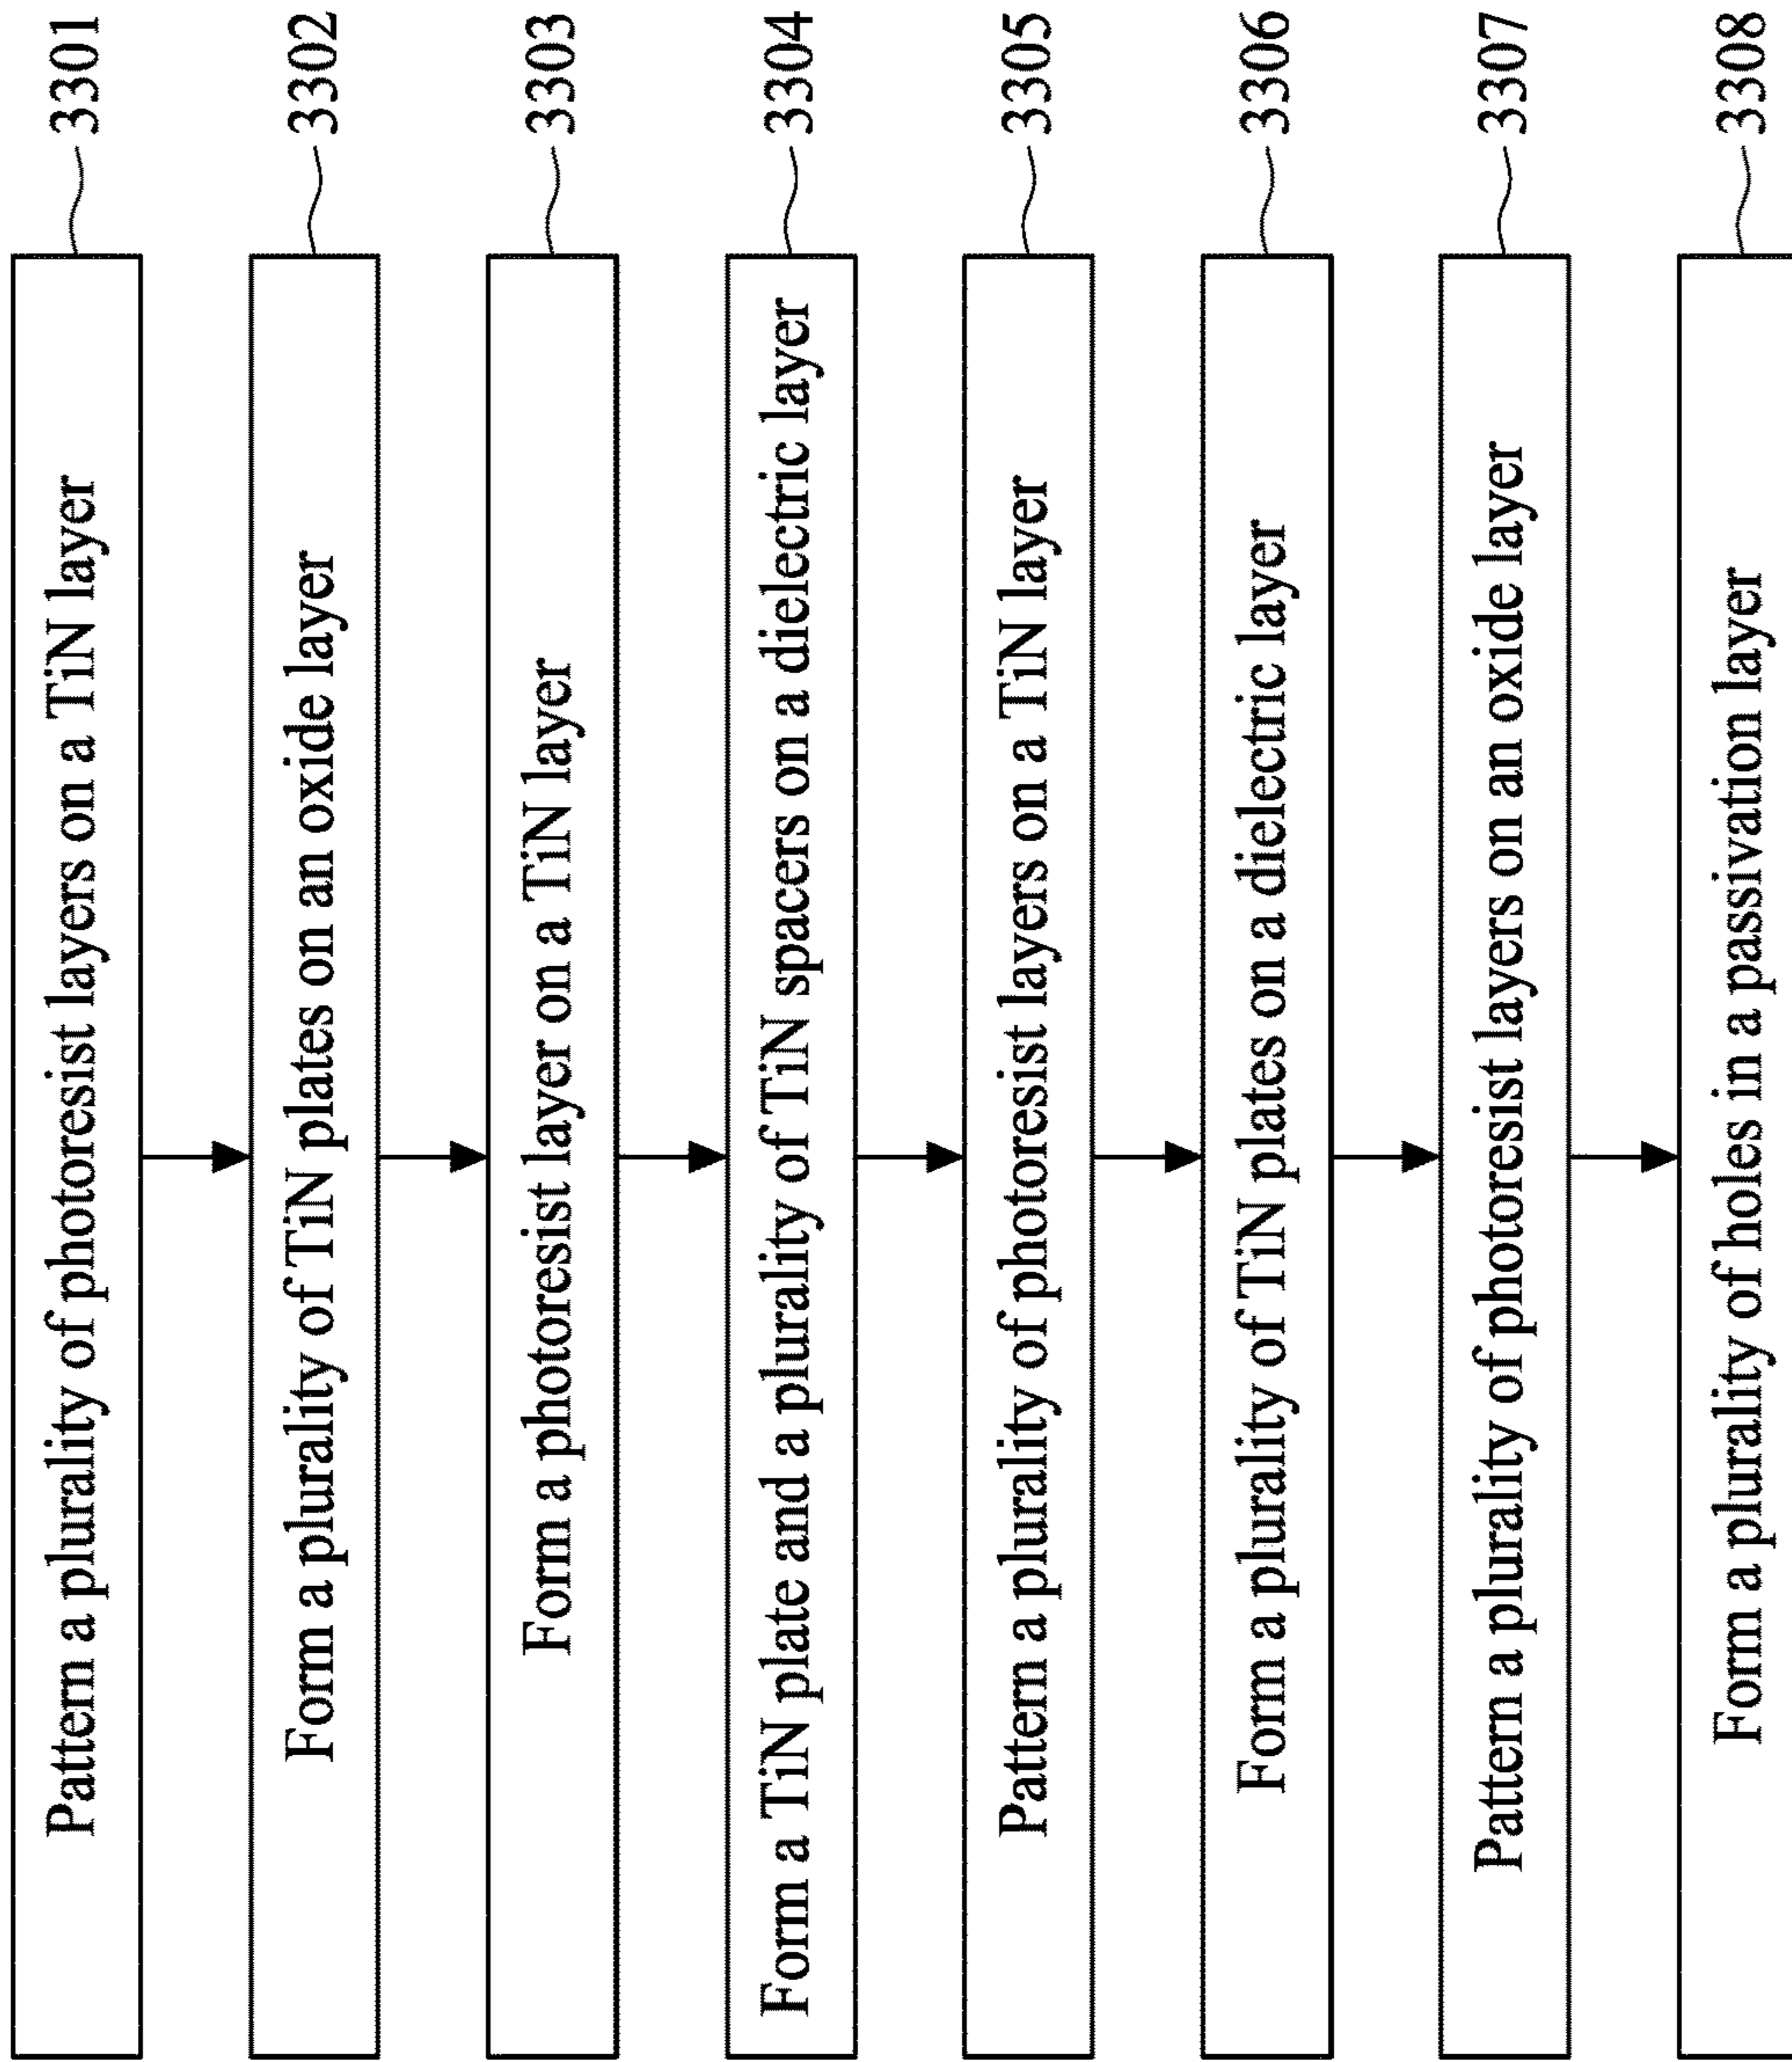 Pattern a plurality of photoresist layers on a TiN layer 3301
Form a plurality of TiN plates on an oxide layer 3302
Form a photoresist layer on a TiN layer 3303
Form a TiN plate and a plurality of TiN spacers on a dielectric layer 3304
Pattern a plurality of photoresist layers on a TiN layer 3305
Form a plurality of TiN plates on a dielectric layer 3306
Pattern a plurality of photoresist layers on an oxide layer 3307
Form a plurality of holes in a passivation layer 3308